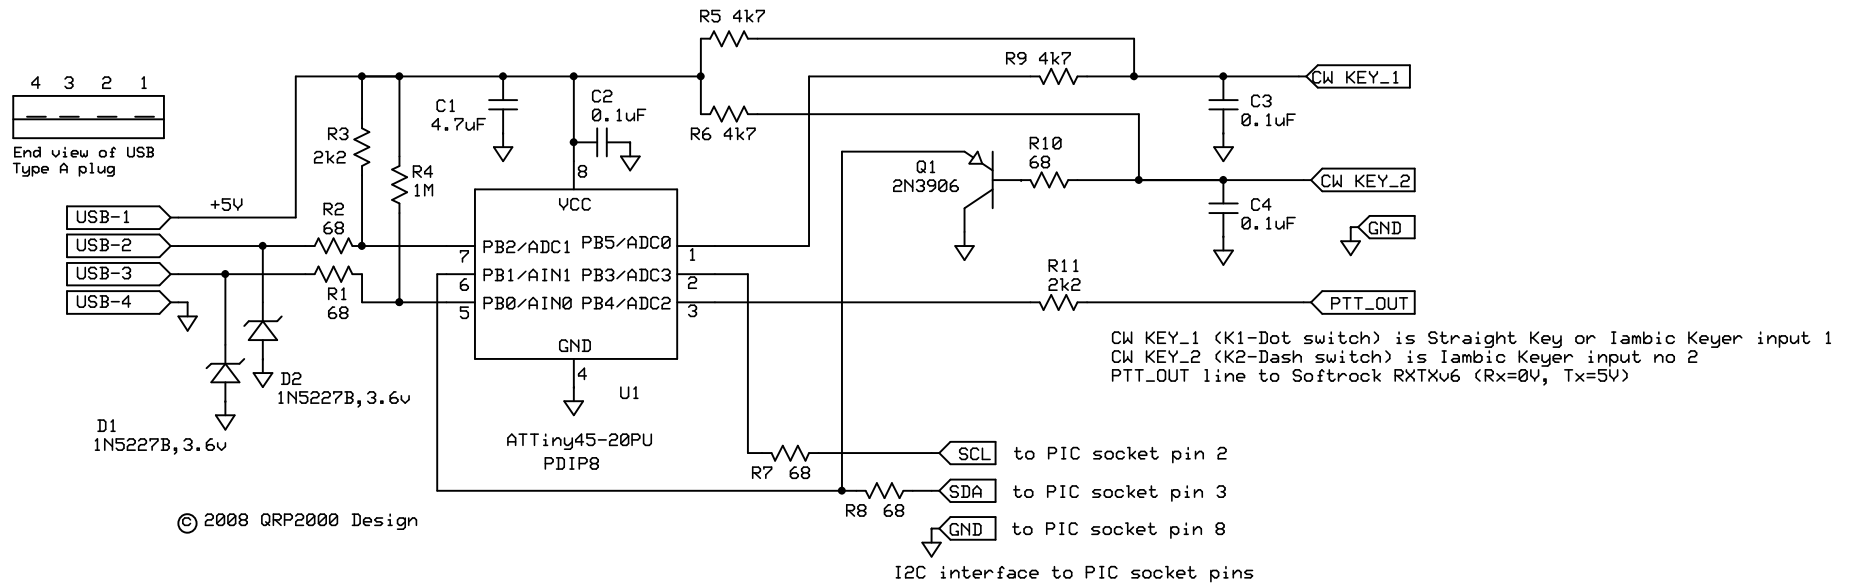 R5 4k7
R9 4k7
CW KEY_1
4 3 2 1
End view of USB
Type A plug
R3
2k2
R4
1M
C1
4.7uF
C2
0.1uF
R6 4k7
C3
0.1uF
Q1
2N3906
R10
68
CW KEY_2
C4
0.1uF
GND
8
VCC
USB-1
+5V
USB-2
R2
68
USB-3
R1
68
USB-4
7
6
5
PB2/ADC1
PB5/ADC0
PB1/AIN1
PB3/ADC3
PB0/AIN0
PB4/ADC2
1
2
3
GND
4
U1
R11
2k2
PTT_OUT
CW KEY_1 (K1-Dot switch) is Straight Key or Iambic Keyer input 1
CW KEY_2 (K2-Dash switch) is Iambic Keyer input no 2
PTT_OUT line to Softrock RXTXv6 (Rx=0V, Tx=5V)
D2
1N5227B,3.6v
D1
1N5227B,3.6v
ATTiny45-20PU
PDIP8
R7 68
SCL to PIC socket pin 2
R8 68
SDA to PIC socket pin 3
GND to PIC socket pin 8
I2C interface to PIC socket pins
© 2008 QRP2000 Design